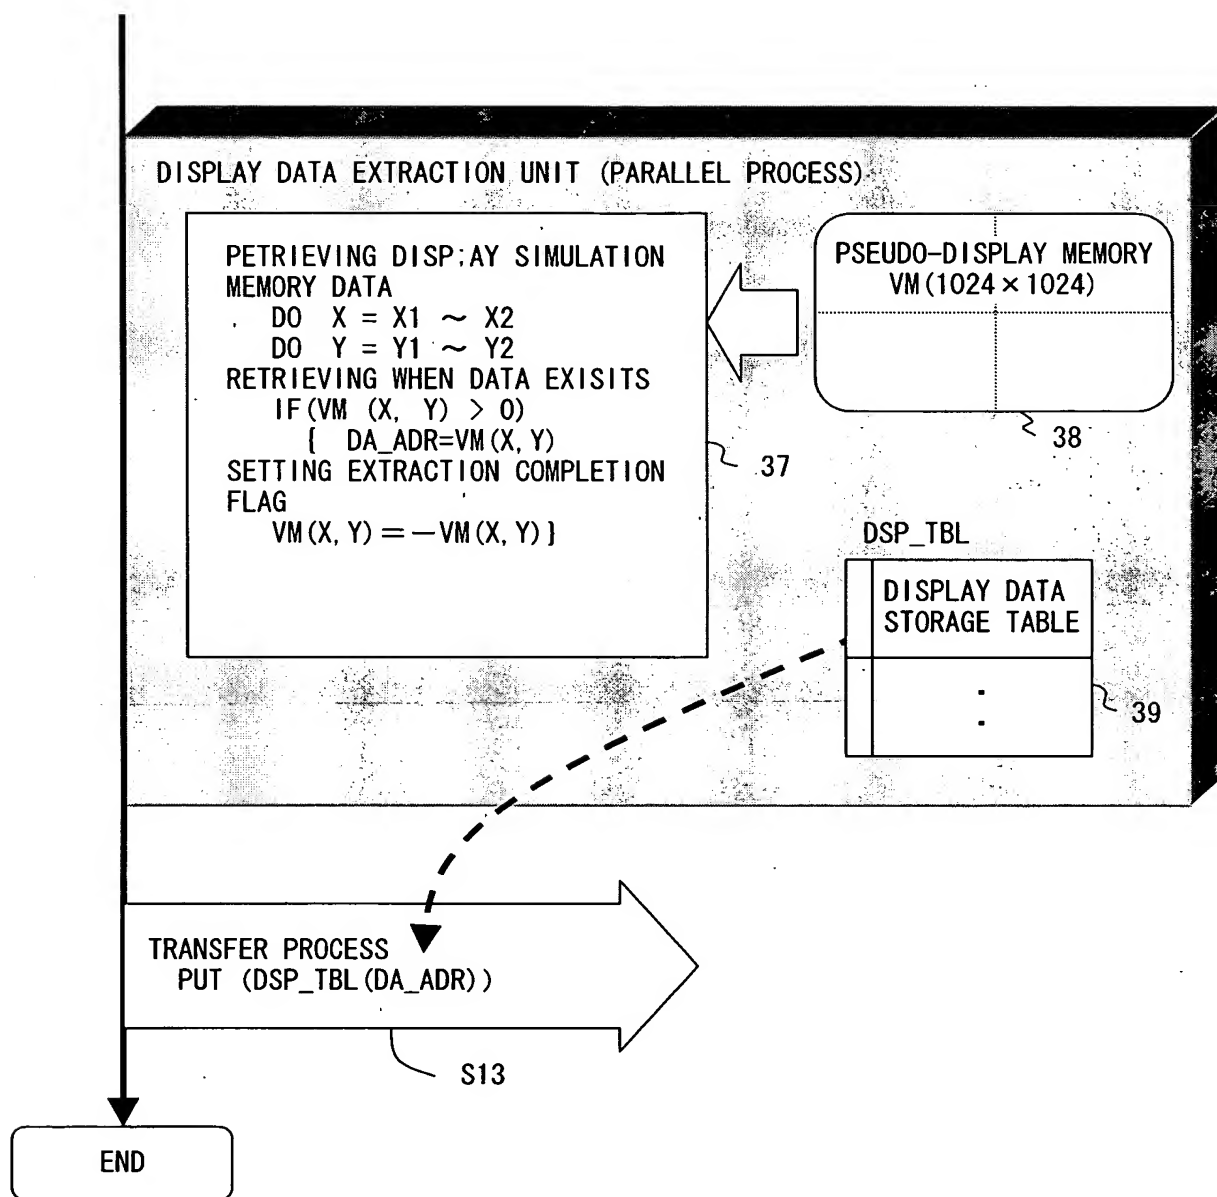 DISPLAY DATA EXTRACTION UNIT (PARALLEL PROCESS)
PETRIEVING DISP;AY SIMULATION
MEMORY DATA
DO X = X1 ~ X2
DO Y = Y1 ~ Y2
RETRIEVING WHEN DATA EXISITS
IF(VM (X, Y) > 0)
{ DA_ADR=VM(X, Y)
SETTING EXTRACTION COMPLETION
FLAG
VM(X, Y) = -VM(X, Y)}
37
PSEUDO-DISPLAY MEMORY
VM(1024 × 1024)
38
DSP_TBL
DISPLAY DATA
STORAGE TABLE
39
TRANSFER PROCESS
PUT (DSP_TBL(DA_ADR))
S13
END